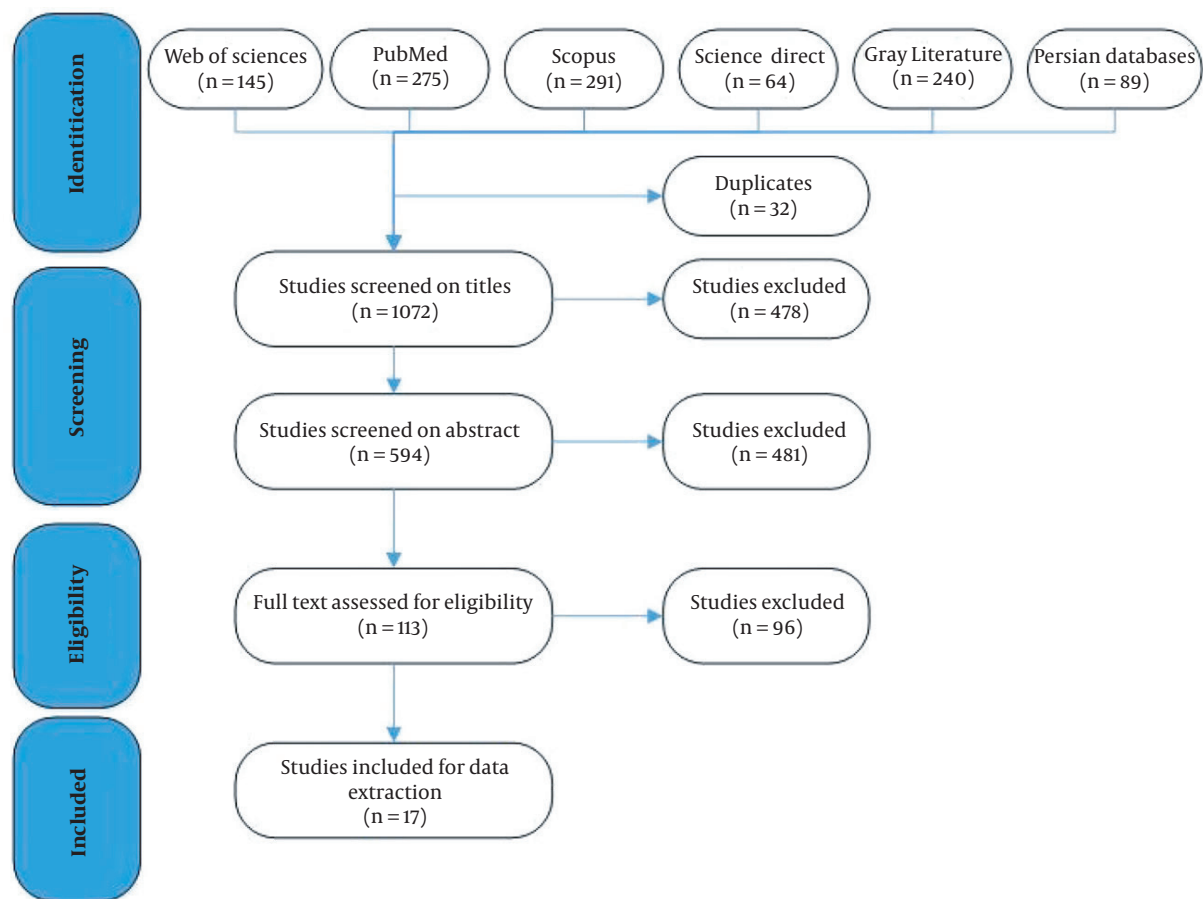 Identitication
Web of sciences
(n = 145)
PubMed
(n = 275)
Scopus
(n = 291)
Science direct
(n = 64)
Gray Literature
(n = 240)
Persian databases
(n = 89)
Duplicates
(n = 32)
Screening
Studies screened on titles
(n = 1072)
Studies excluded
(n = 478)
Studies screened on abstract
(n = 594)
Studies excluded
(n = 481)
Eligibility
Full text assessed for eligibility
(n = 113)
Studies excluded
(n = 96)
Included
Studies included for data
extraction
(n = 17)